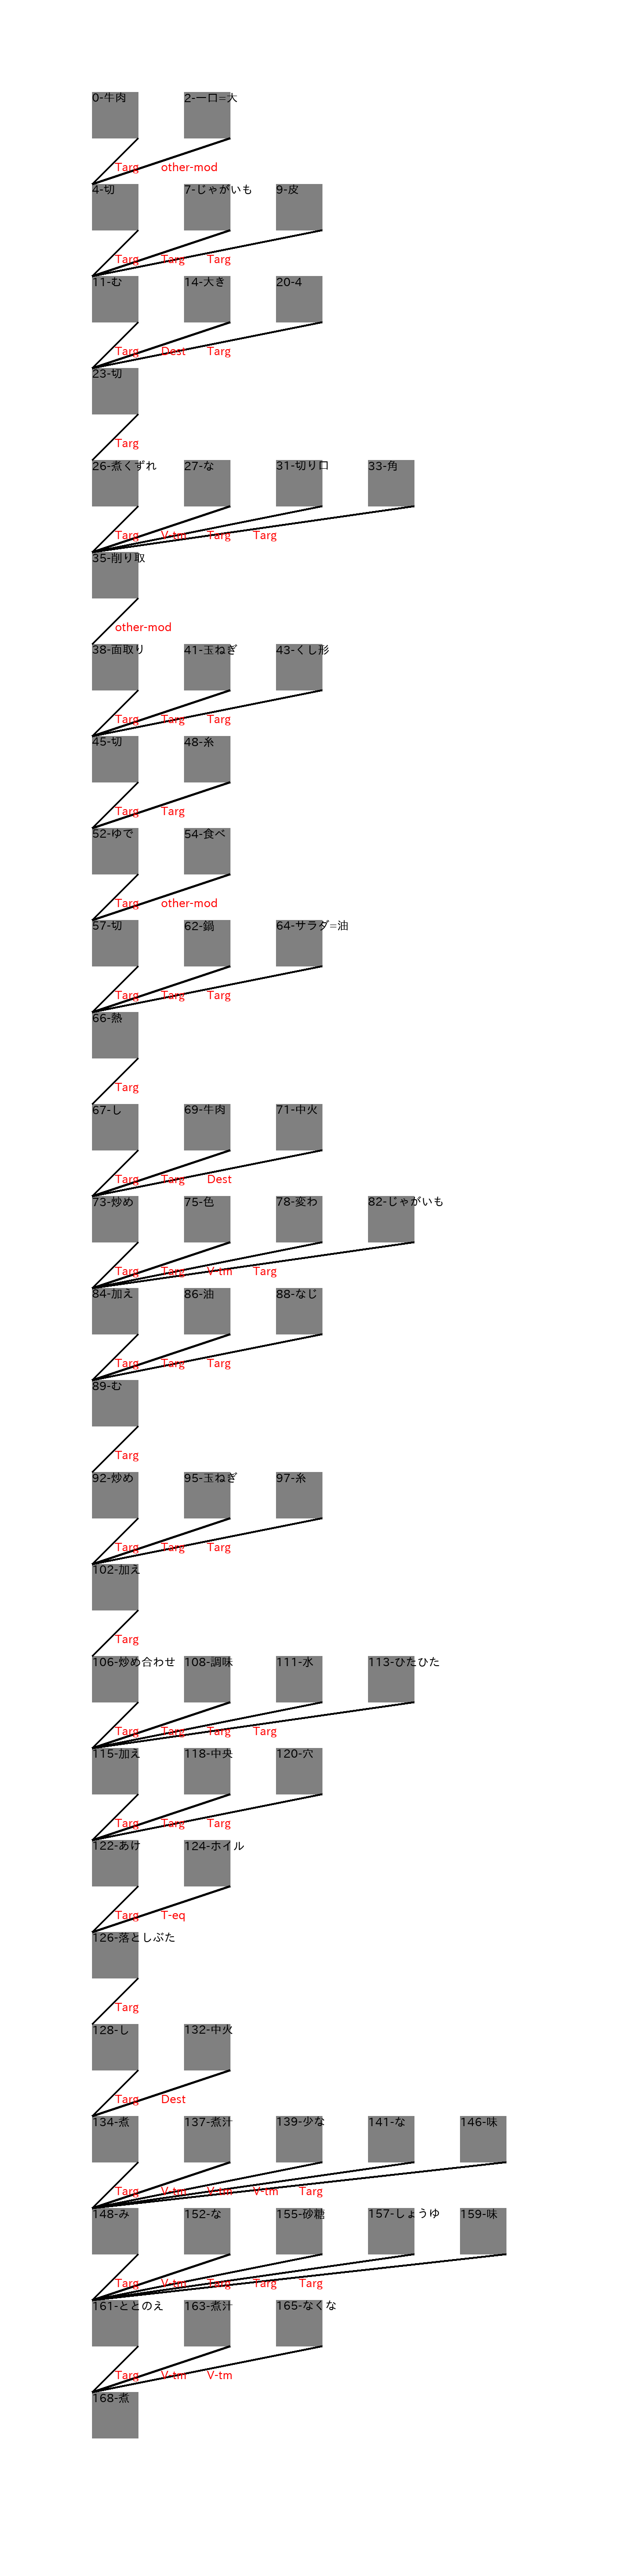 0-牛肉 2-一口=大
Targ other-mod
4-切 7-じゃがいも 9-皮
Targ Targ Targ
11-む 14-大き 20-4
Targ Dest Targ
23-切
Targ
26-煮くずれ 27-な 31-切り口 33-角
Targ V-tm Targ Targ
35-削り取
other-mod
38-面取り 41-玉ねぎ 43-くし形
Targ Targ Targ
45-切 48-糸
Targ Targ
52-ゆで 54-食べ
Targ other-mod
57-切 62-鍋 64-サラダ=油
Targ Targ Targ
66-熱
Targ
67-し 69-牛肉 71-中火
Targ Targ Dest
73-炒め 75-色 78-変わ 82-じゃがいも
Targ Targ V-tm Targ
84-加え 86-油 88-なじ
Targ Targ Targ
89-む
Targ
92-炒め 95-玉ねぎ 97-糸
Targ Targ Targ
102-加え
Targ
106-炒め合わせ 108-調味 111-水 113-ひたひた
Targ Targ Targ Targ
115-加え 118-中央 120-穴
Targ Targ Targ
122-あけ 124-ホイル
Targ T-eq
126-落としぶた
Targ
128-し 132-中火
Targ Dest
134-煮 137-煮汁 139-少な 141-な 146-味
Targ V-tm V-tm V-tm Targ
148-み 152-な 155-砂糖 157-しょうゆ 159-味
Targ V-tm Targ Targ Targ
161-ととのえ 163-煮汁 165-なくな
Targ V-tm V-tm
168-煮